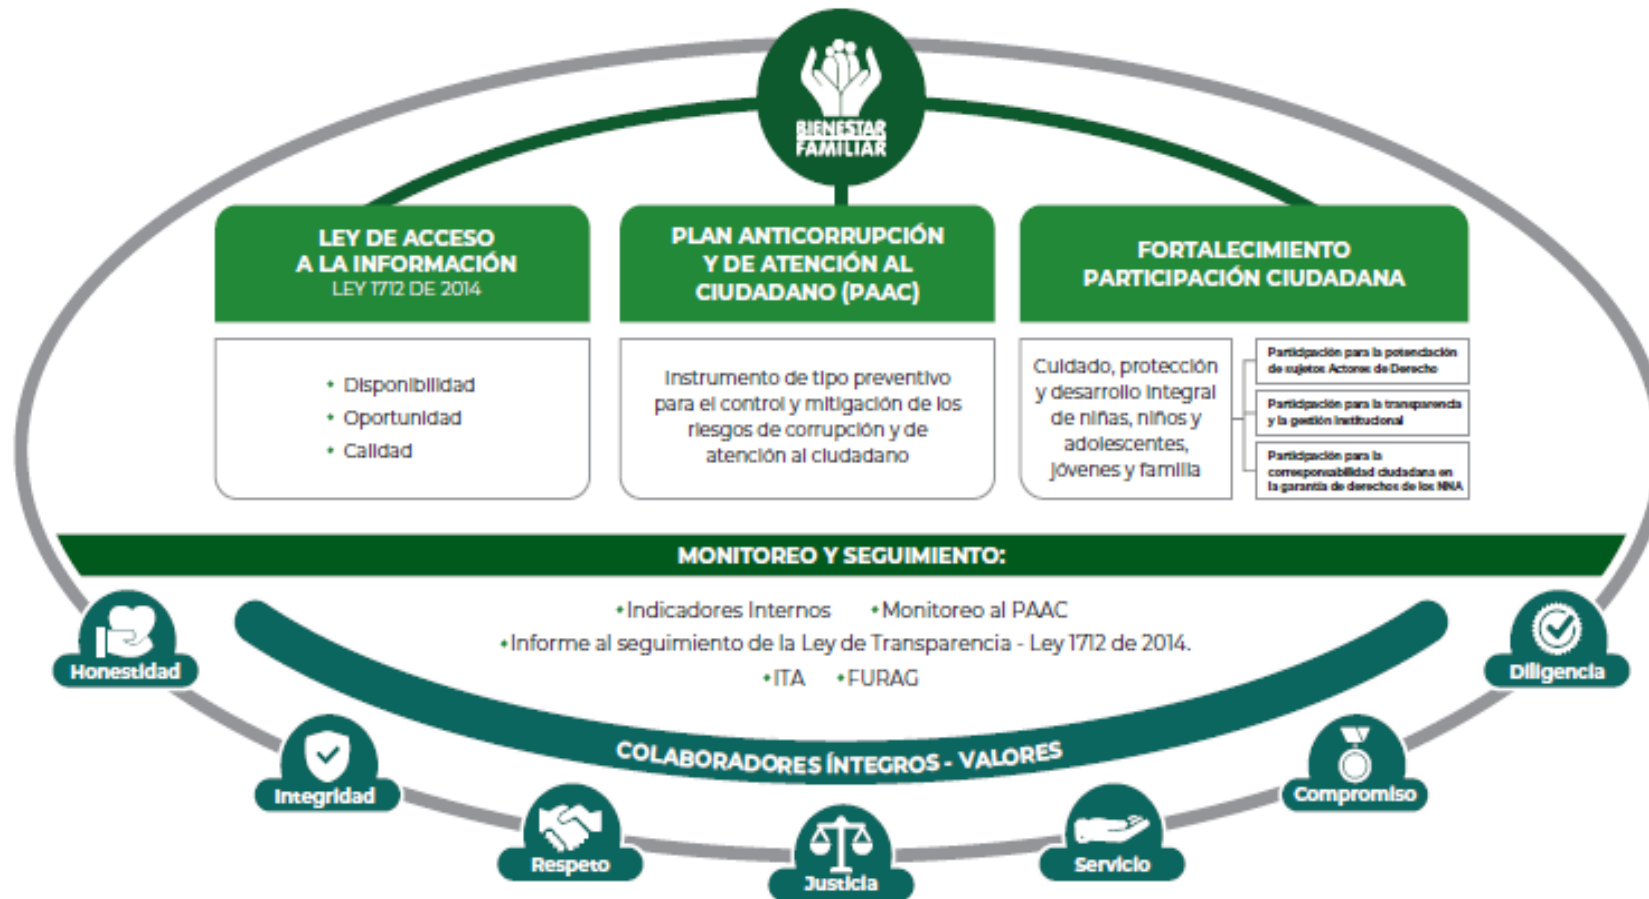 BIENESTAR
FAMILIAR
LEY DE ACCESO
A LA INFORMACIÓN
LEY 1712 DE 2014
• Disponibilidad
• Oportunidad
• Calidad
PLAN ANTICORRUPCIÓN
Y DE ATENCIÓN AL
CIUDADANO (PAAC)
Instrumento de tipo preventivo
para el control y mitigación de los
riesgos de corrupción y de
atención al ciudadano
FORTALECIMIENTO
PARTICIPACIÓN CIUDADANA
Cuidado, protección
y desarrollo integral
de niñas, niños y
adolescentes,
jóvenes y familia
Participación para la potenciación
de sujetos Actores de Derecho
Participación para la transparencia
y la gestión institucional
Participación para la
corresponsabilidad ciudadana en
la garantía de derechos de los NNA
MONITOREO Y SEGUIMIENTO:
•Indicadores Internos •Monitoreo al PAAC
•Informe al seguimiento de la Ley de Transparencia - Ley 1712 de 2014.
•ITA •FURAG
COLABORADORES ÍNTEGROS - VALORES
Honestidad
Integridad
Respeto
Justicia
Servicio
Compromiso
Diligencia